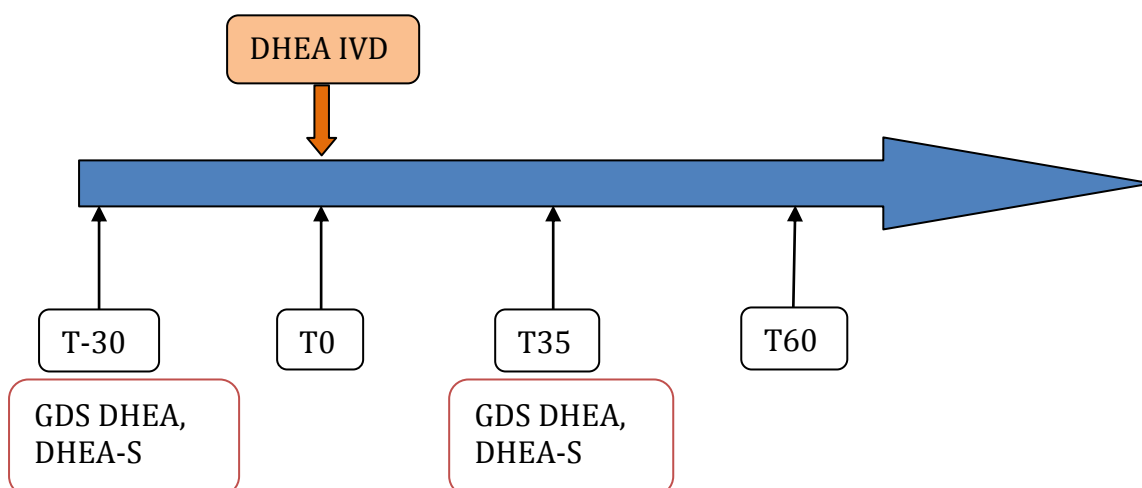 DHEA IVD
T-30
T0
T35
T60
GDS DHEA,
DHEA-S
GDS DHEA,
DHEA-S